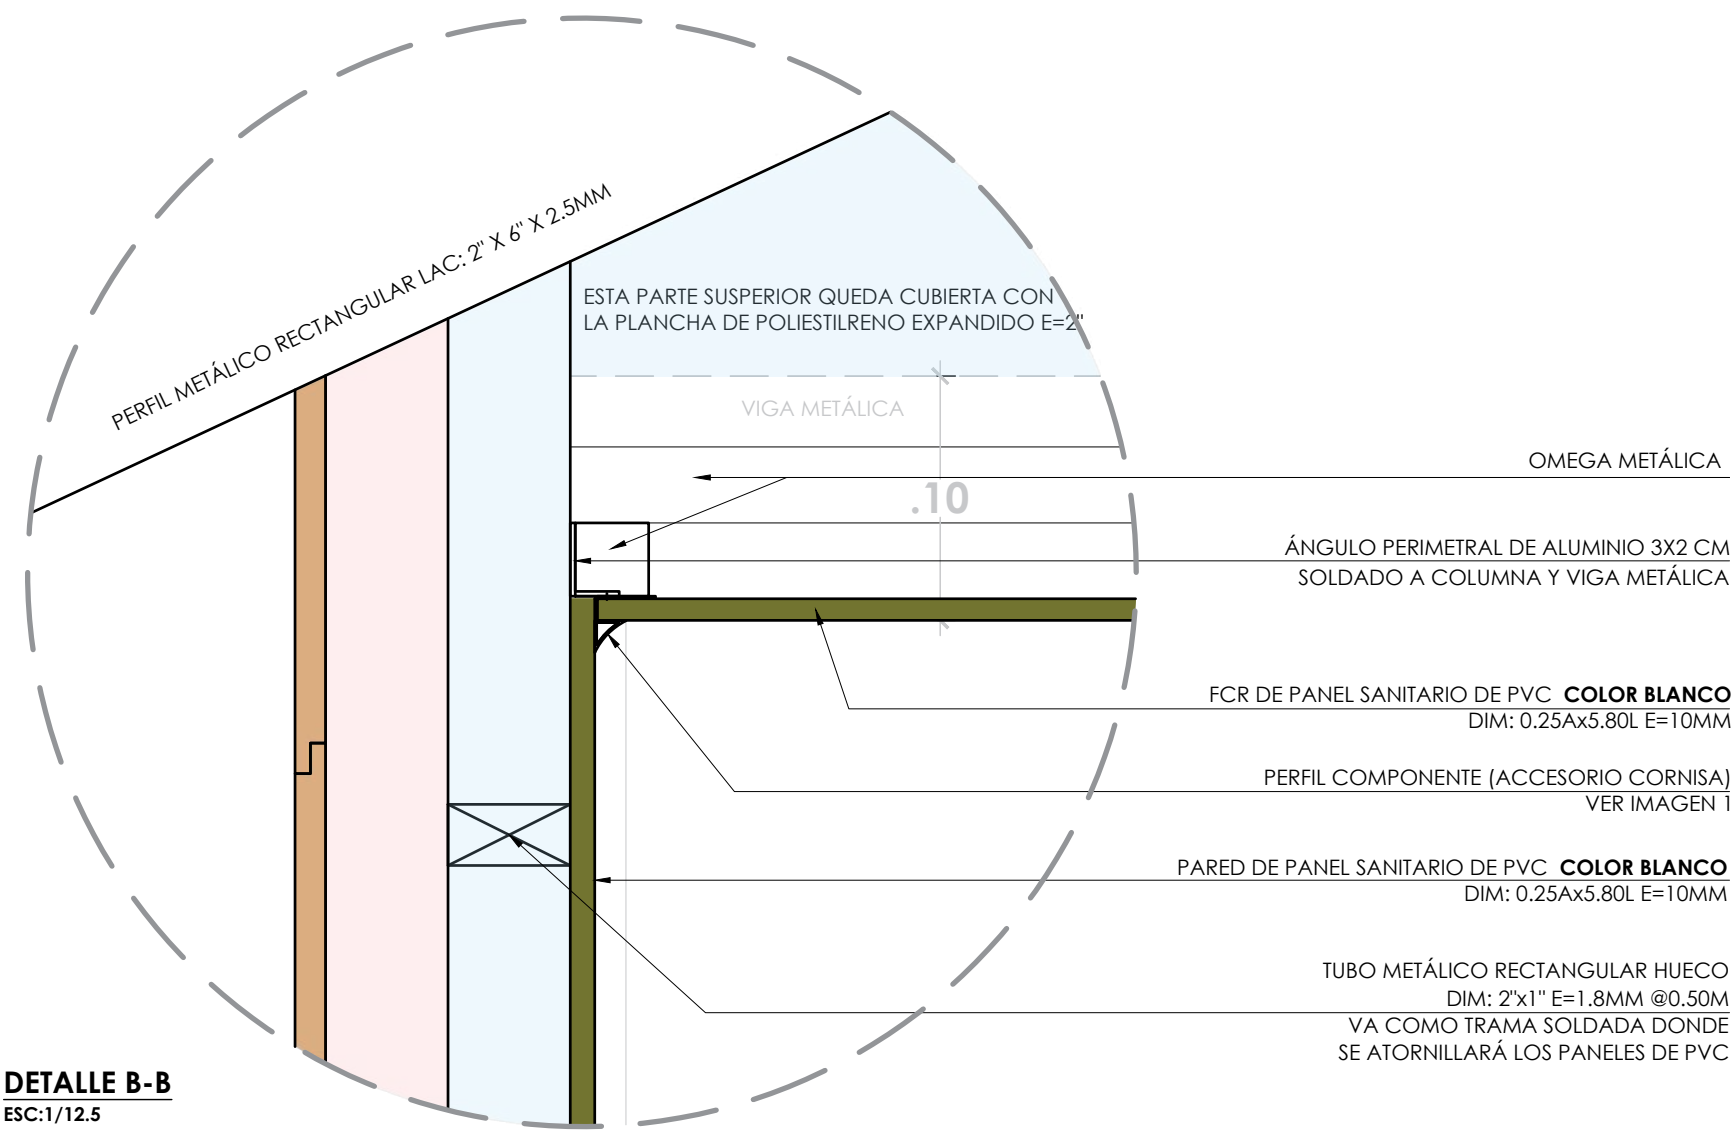 PERFIL METÁLICO RECTANGULAR LAC: 2" X 6" X 2.5MM
ESTA PARTE SUSPERIOR QUEDA CUBIERTA CON
LA PLANCHA DE POLIESTILRENO EXPANDIDO E=2"
VIGA METÁLICA
.10
OMEGA METÁLICA
ÁNGULO PERIMETRAL DE ALUMINIO 3X2 CM
SOLDADO A COLUMNA Y VIGA METÁLICA
FCR DE PANEL SANITARIO DE PVC COLOR BLANCO
DIM: 0.25Ax5.80L E=10MM
PERFIL COMPONENTE (ACCESORIO CORNISA)
VER IMAGEN 1
PARED DE PANEL SANITARIO DE PVC COLOR BLANCO
DIM: 0.25Ax5.80L E=10MM
TUBO METÁLICO RECTANGULAR HUECO
DIM: 2"x1" E=1.8MM @0.50M
VA COMO TRAMA SOLDADA DONDE
SE ATORNILLARÁ LOS PANELES DE PVC
DETALLE B-B
ESC:1/12.5